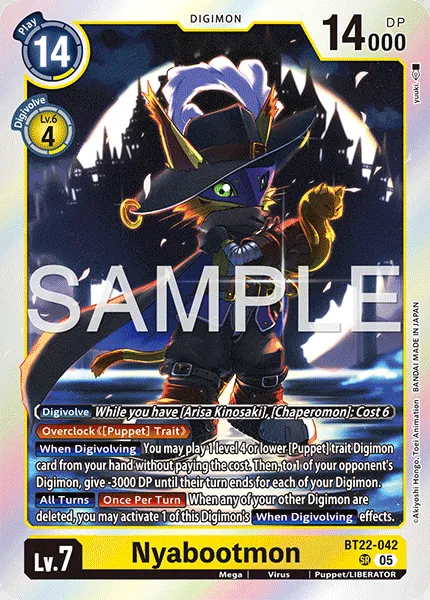 Play
14
DIGIMON
DP
14000
Digivolve
Lv.6
4
yuuki
SAMPLE
Digivolve While you have [Arisa Kinosaki], [Chaperomon]: Cost 6
Overclock《[Puppet] Trait》
When Digivolving You may play 1 level 4 or lower [Puppet] trait Digimon
card from your hand without paying the cost. Then, to 1 of your opponent's
Digimon, give -3000 DP until their turn ends for each of your Digimon.
All Turns Once Per Turn When any of your other Digimon are
deleted, you may activate 1 of this Digimon's When Digivolving effects.
©Akiyoshi Hongo, Toei Animation BANDAI MADE IN JAPAN
Lv.7
Nyabootmon
BT22-042
SR 05
Mega Virus Puppet/LIBERATOR